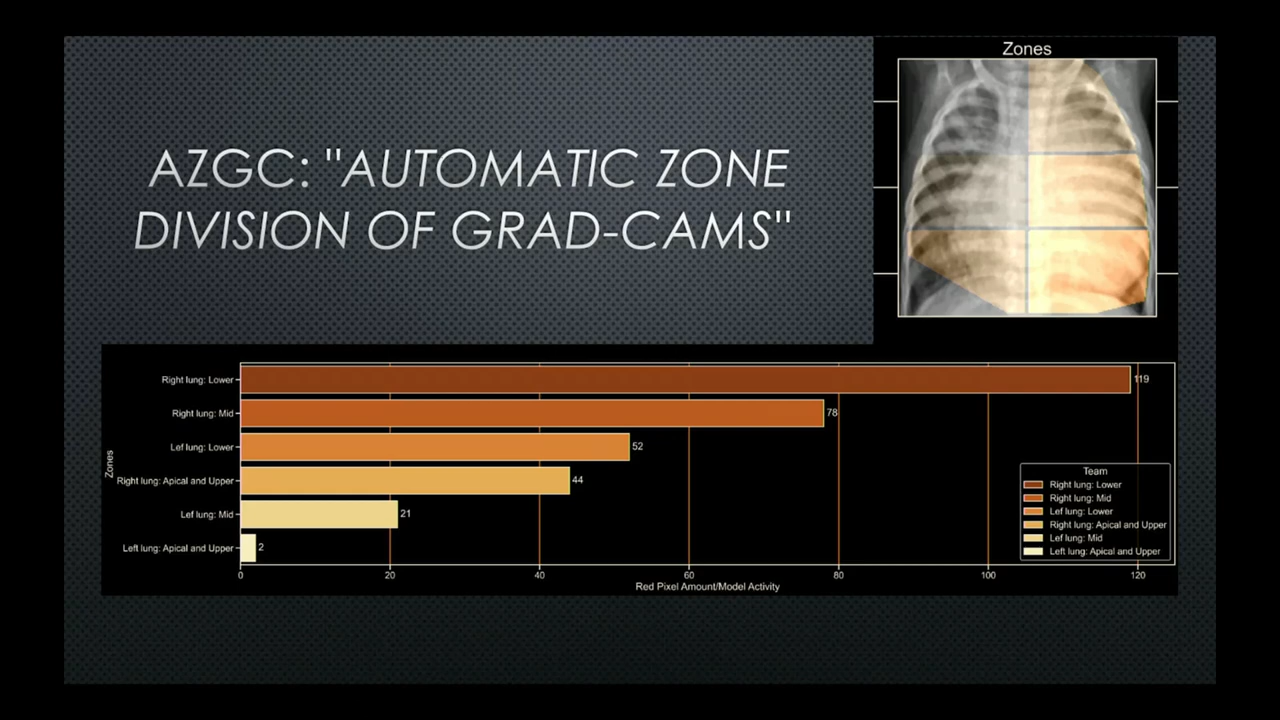 Zones
AZGC: "AUTOMATIC ZONE
DIVISION OF GRAD-CAMS"
Zones
Right lung: Lower
119
Right lung: Mid
78
Lef lung: Lower
52
Right lung: Apical and Upper
44
Lef lung: Mid
21
Left lung: Apical and Upper
2
0 20 40 60 80 100 120
Red Pixel Amount/Model Activity
Team
Right lung: Lower
Right lung: Mid
Lef lung: Lower
Right lung: Apical and Upper
Lef lung: Mid
Left lung: Apical and Upper